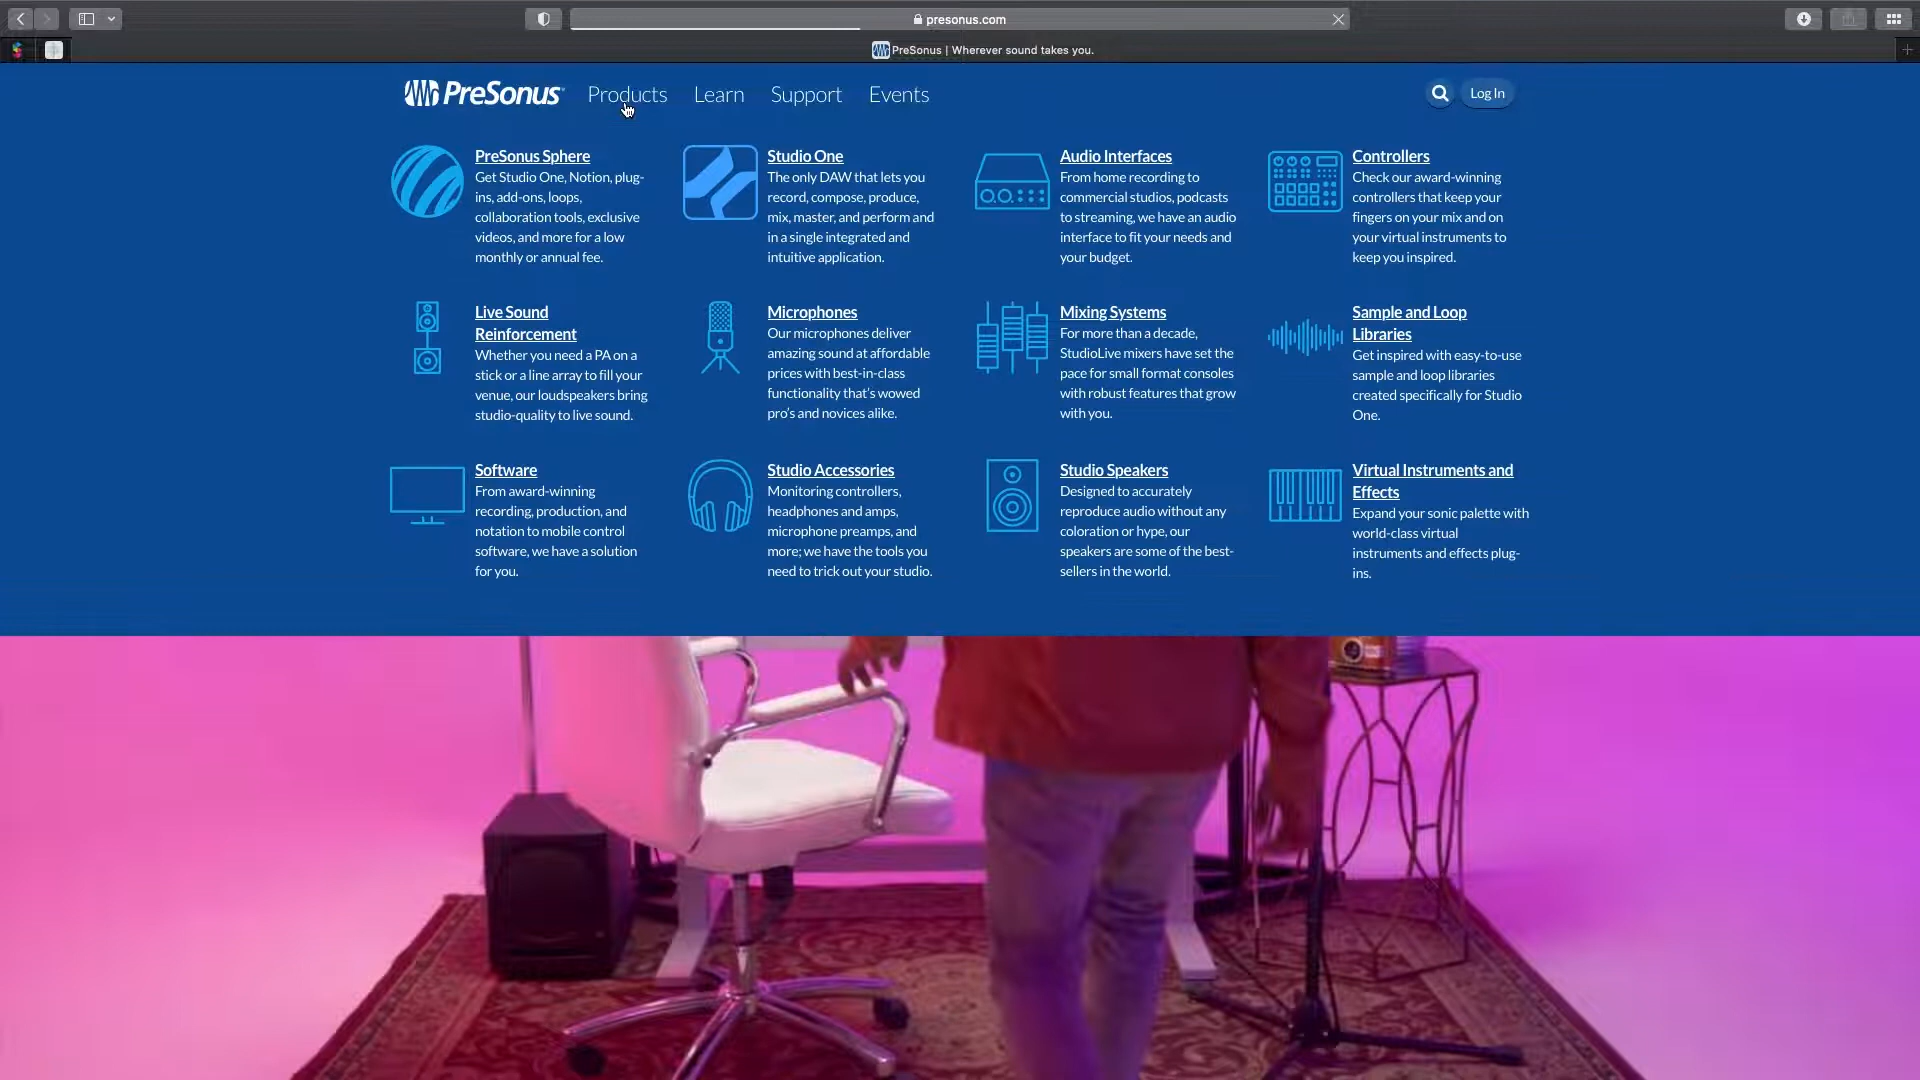 presonus.com
PreSonus | Wherever sound takes you.
PreSonus
Products
Learn
Support
Events
Log In
PreSonus Sphere
Get Studio One, Notion, plug-
ins, add-ons, loops,
collaboration tools, exclusive
videos, and more for a low
monthly or annual fee.
Studio One
The only DAW that lets you
record, compose, produce,
mix, master, and perform and
in a single integrated and
intuitive application.
Audio Interfaces
From home recording to
commercial studios, podcasts
to streaming, we have an audio
interface to fit your needs and
your budget.
Controllers
Check our award-winning
controllers that keep your
fingers on your mix and on
your virtual instruments to
keep you inspired.
Live Sound
Reinforcement
Whether you need a PA on a
stick or a line array to fill your
venue, our loudspeakers bring
studio-quality to live sound.
Microphones
Our microphones deliver
amazing sound at affordable
prices with best-in-class
functionality that's wowed
pro's and novices alike.
Mixing Systems
For more than a decade,
StudioLive mixers have set the
pace for small format consoles
with robust features that grow
with you.
Sample and Loop
Libraries
Get inspired with easy-to-use
sample and loop libraries
created specifically for Studio
One.
Software
From award-winning
recording, production, and
notation to mobile control
software, we have a solution
for you.
Studio Accessories
Monitoring controllers,
headphones and amps,
microphone preamps, and
more; we have the tools you
need to trick out your studio.
Studio Speakers
Designed to accurately
reproduce audio without any
coloration or hype, our
speakers are some of the best-
sellers in the world.
Virtual Instruments and
Effects
Expand your sonic palette with
world-class virtual
instruments and effects plug-
ins.